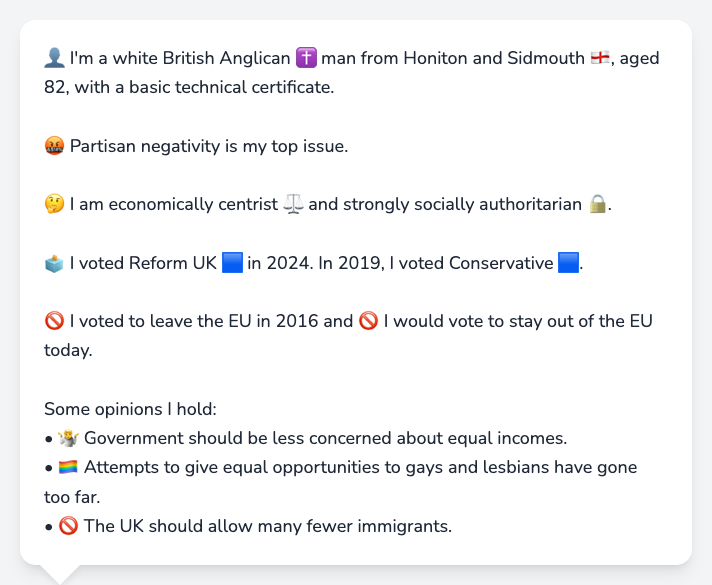 👤 I'm a white British Anglican ✝️ man from Honiton and Sidmouth 🏴󠁧󠁢󠁥󠁮󠁧󠁿, aged
82, with a basic technical certificate.
🤬 Partisan negativity is my top issue.
🤔 I am economically centrist ⚖️ and strongly socially authoritarian 🔒.
🗳️ I voted Reform UK 🟦 in 2024. In 2019, I voted Conservative 🟦.
🚫 I voted to leave the EU in 2016 and 🚫 I would vote to stay out of the EU
today.
Some opinions I hold:
• 🤷 Government should be less concerned about equal incomes.
• 🏳️‍🌈 Attempts to give equal opportunities to gays and lesbians have gone
too far.
• 🚫 The UK should allow many fewer immigrants.